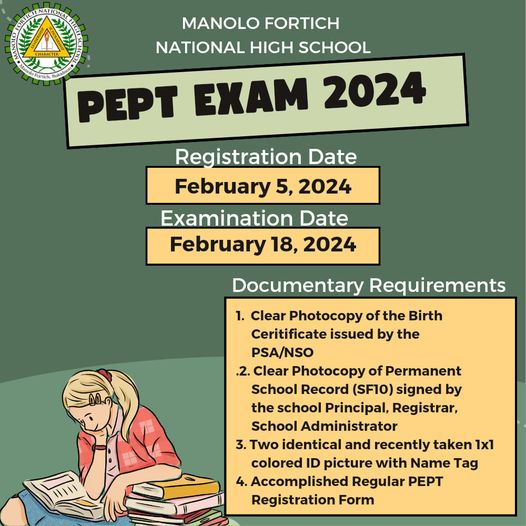 MANOLO FORTICH
NATIONAL HIGH SCHOOL
PEPT EXAM 2024
Registration Date
February 5, 2024
Examination Date
February 18, 2024
Documentary Requirements
1. Clear Photocopy of the Birth
Ceritificate issued by the
PSA/NSO
.2. Clear Photocopy of Permanent
School Record (SF10) signed by
the school Principal, Registrar,
School Administrator
3. Two identical and recently taken 1x1
colored ID picture with Name Tag
4. Accomplished Regular PEPT
Registration Form